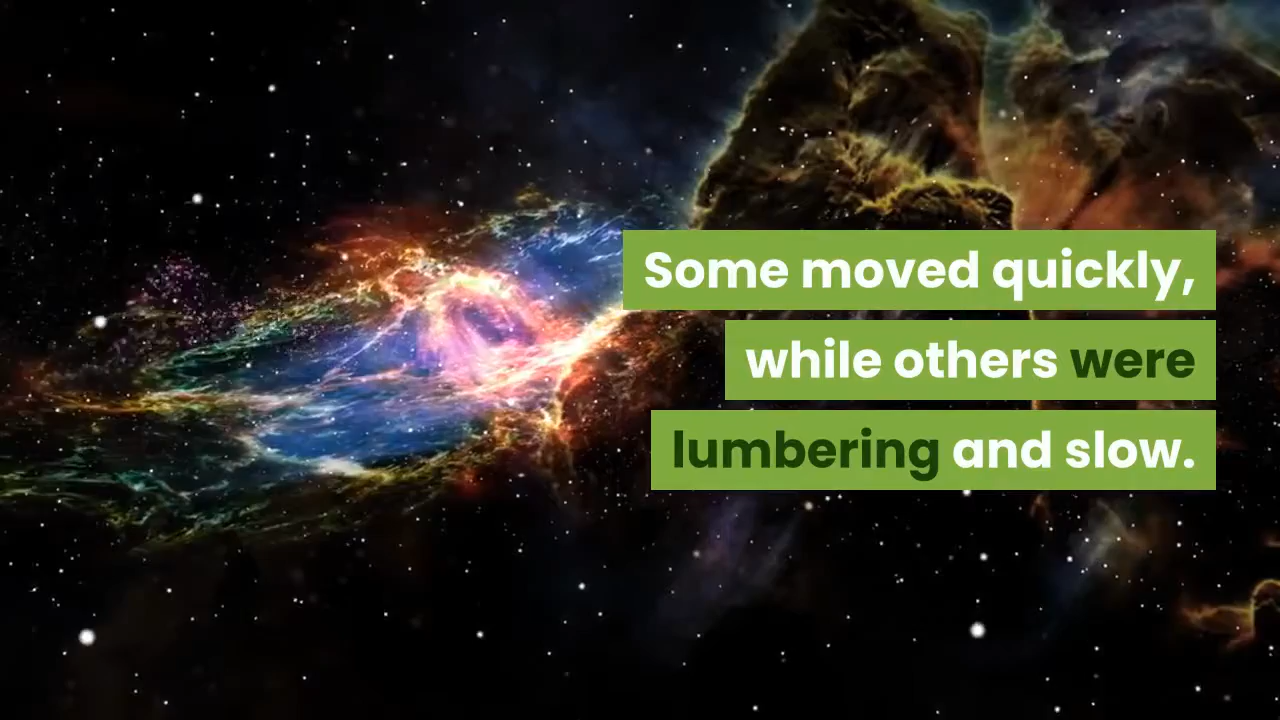 Some moved quickly,
while others were
lumbering and slow.